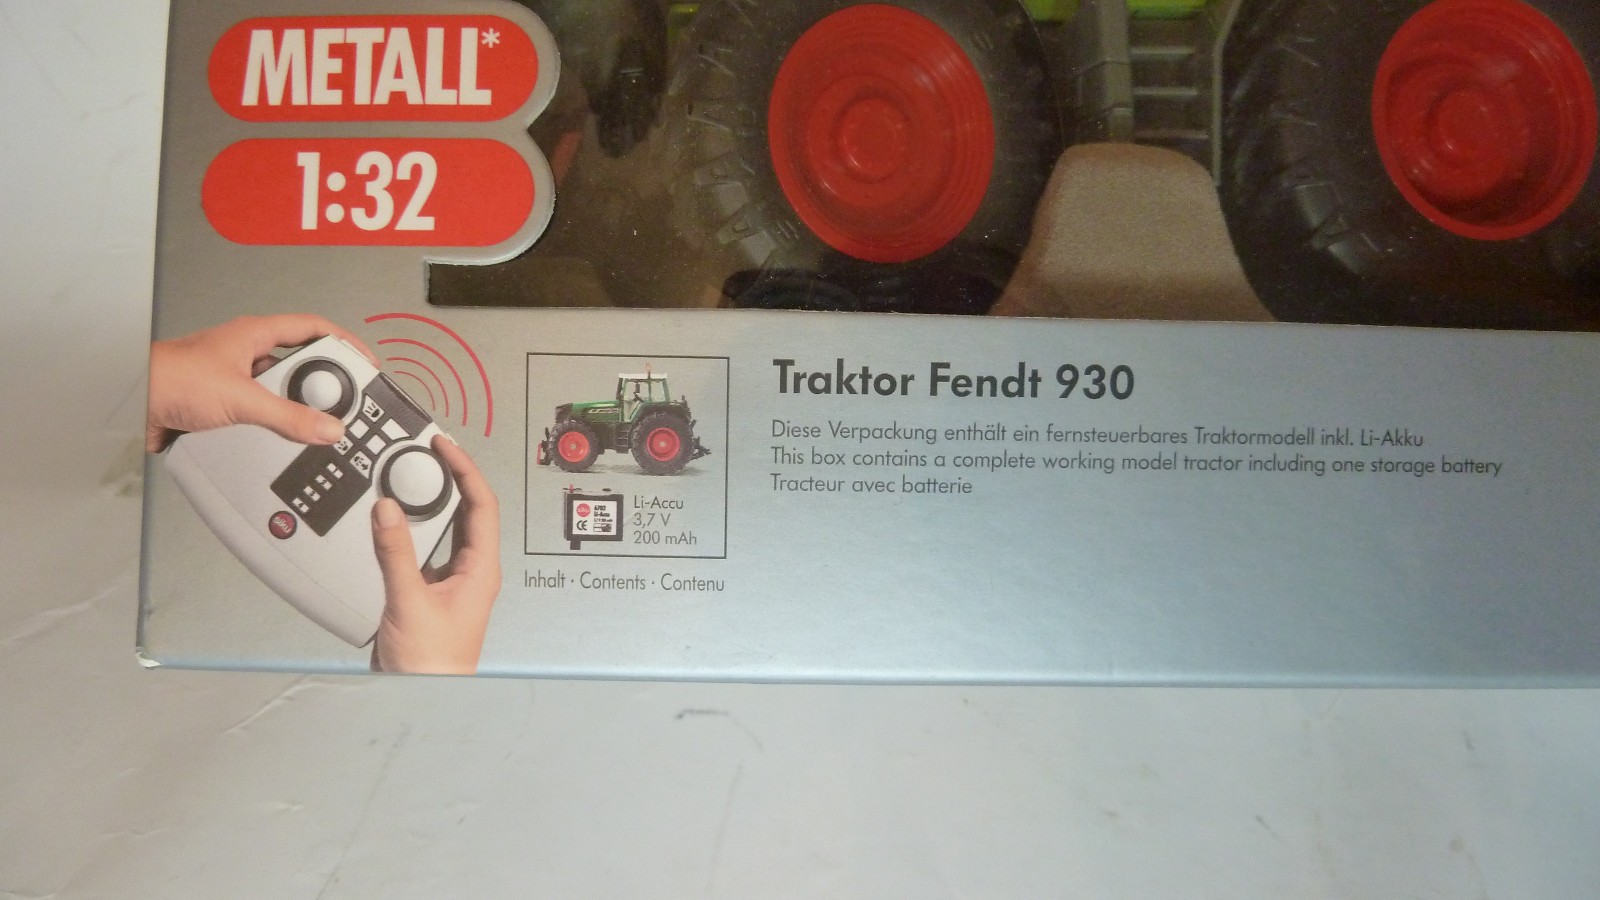 METALL*
1:32
siku
Li-Accu
3,7 V
200 mAh
Inhalt · Contents · Contenu
Traktor Fendt 930
Diese Verpackung enthält ein fernsteuerbares Traktormodell inkl. Li-Akku
This box contains a complete working model tractor including one storage battery
Tracteur avec batterie